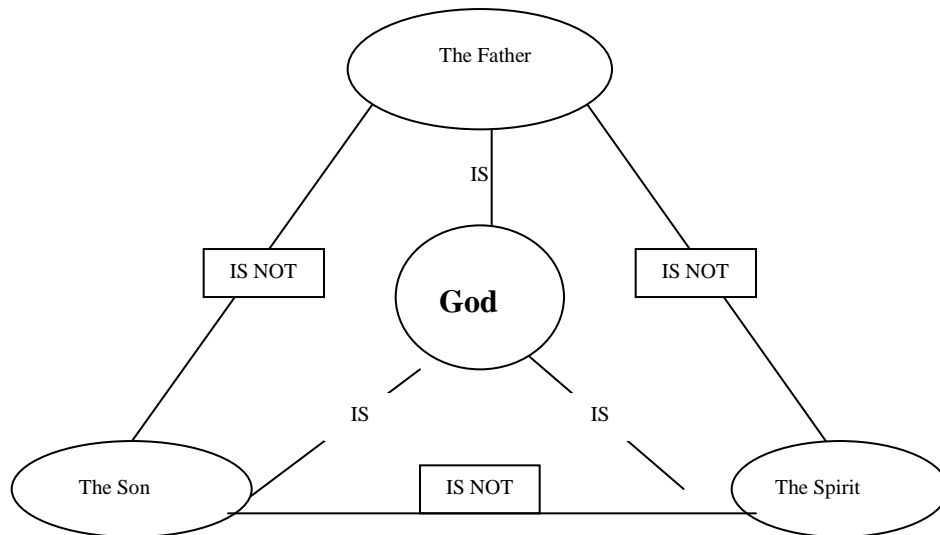 The Father
IS
IS NOT
IS NOT
God
IS
IS
The Son
IS NOT
The Spirit